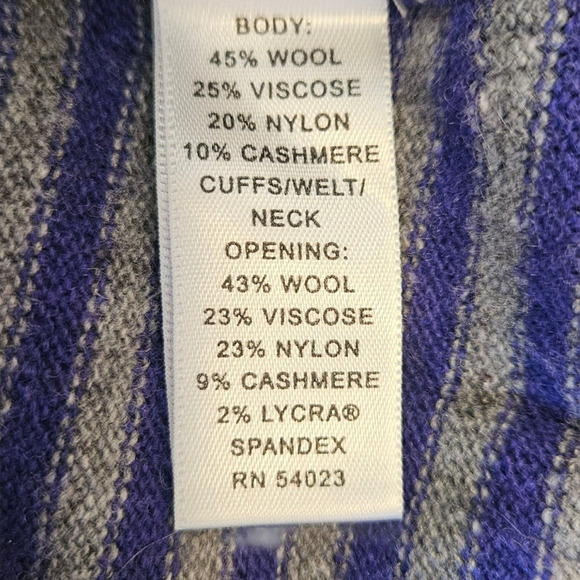 BODY:
45% WOOL
25% VISCOSE
20% NYLON
10% CASHMERE
CUFFS/WELT/
NECK
OPENING:
43% WOOL
23% VISCOSE
23% NYLON
9% CASHMERE
2% LYCRA®
SPANDEX
RN 54023